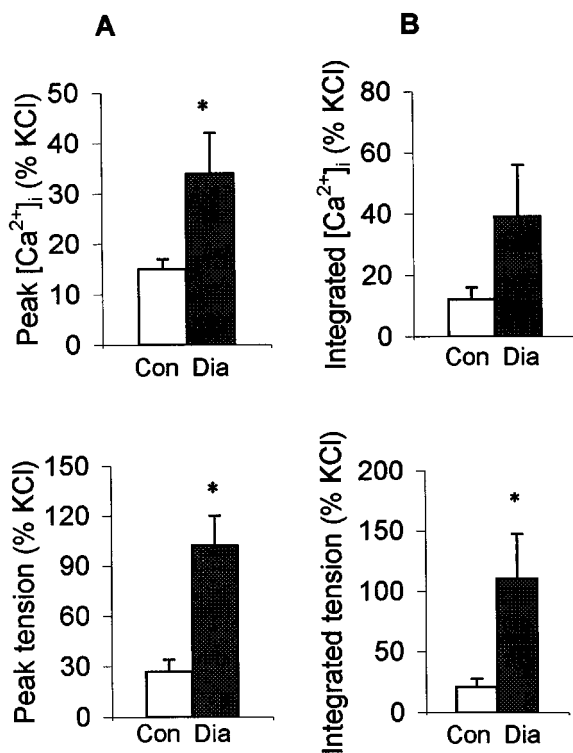 A
B
Peak [Ca2+]i (% KCl)
50
40
30
20
10
0
*
Con Dia
Integrated [Ca2+]i (% KCl)
80
60
40
20
0
Con Dia
Peak tension (% KCl)
150
120
90
60
30
0
*
Con Dia
Integrated tension (% KCl)
200
150
100
50
0
*
Con Dia